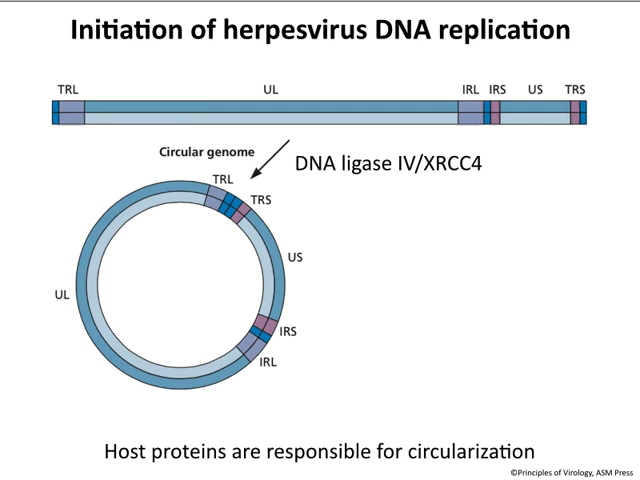 Initiation of herpesvirus DNA replication
TRL UL IRL IRS US TRS
Circular genome
DNA ligase IV/XRCC4
TRL
TRS
US
UL
IRS
IRL
Host proteins are responsible for circularization
©Principles of Virology, ASM Press